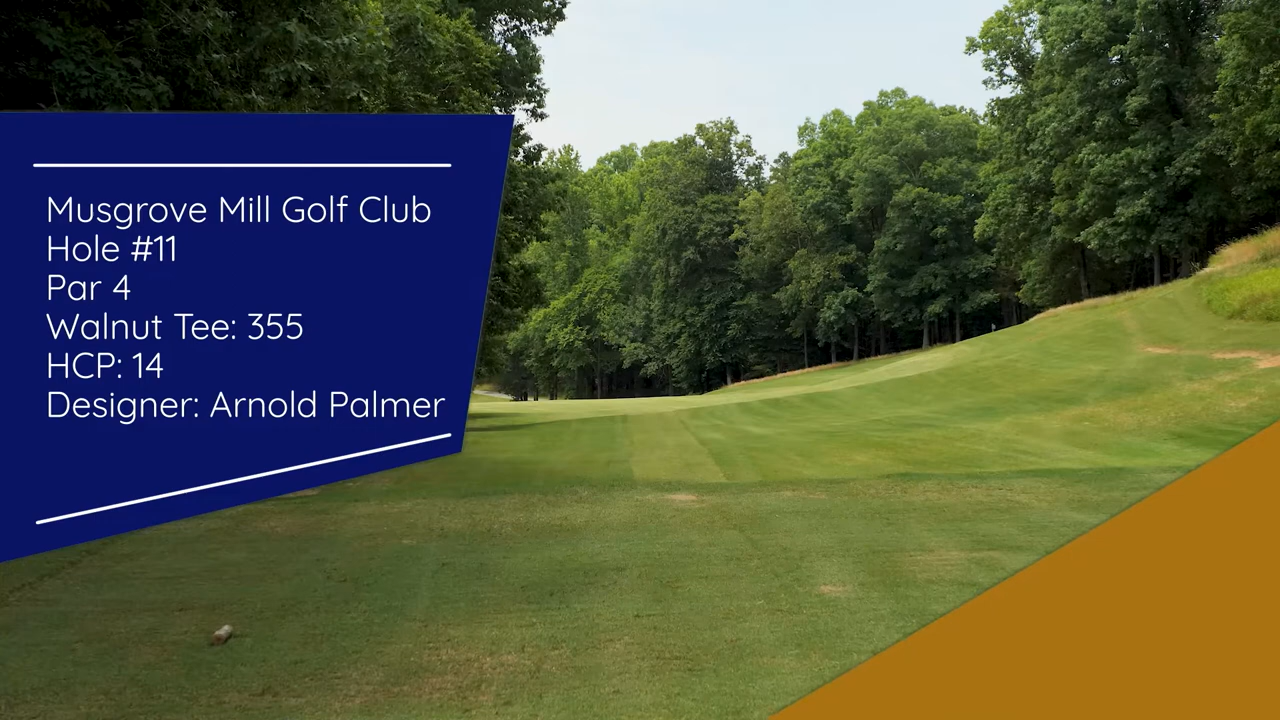 Musgrove Mill Golf Club
Hole #11
Par 4
Walnut Tee: 355
HCP: 14
Designer: Arnold Palmer